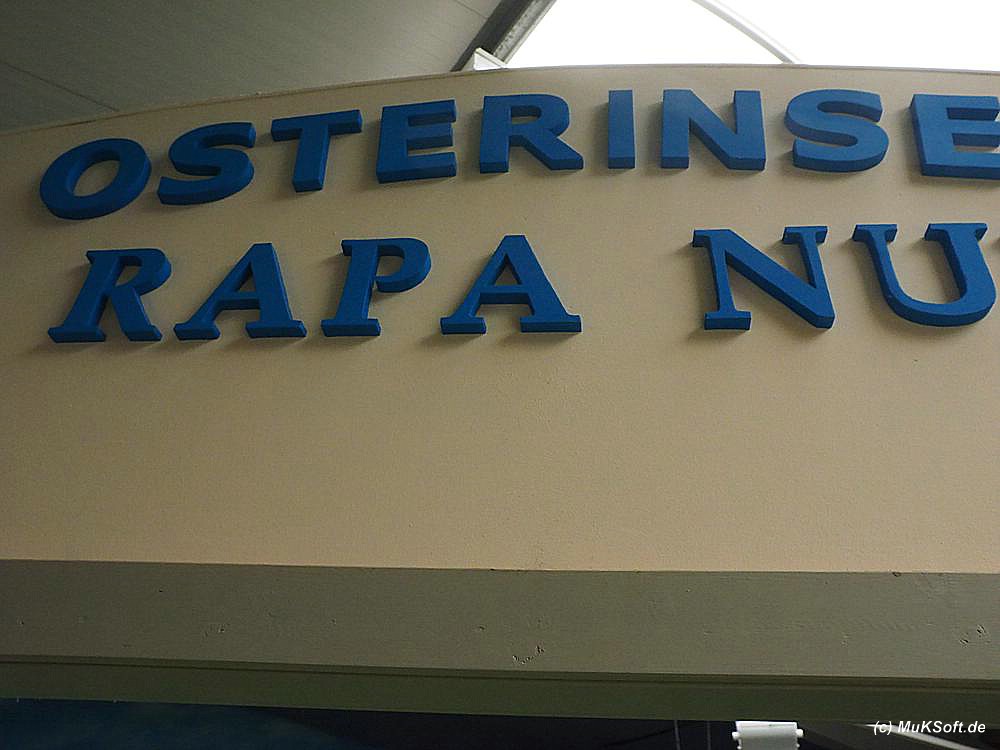 OSTERINSE
RAPA NU
(c) MuKSoft.de